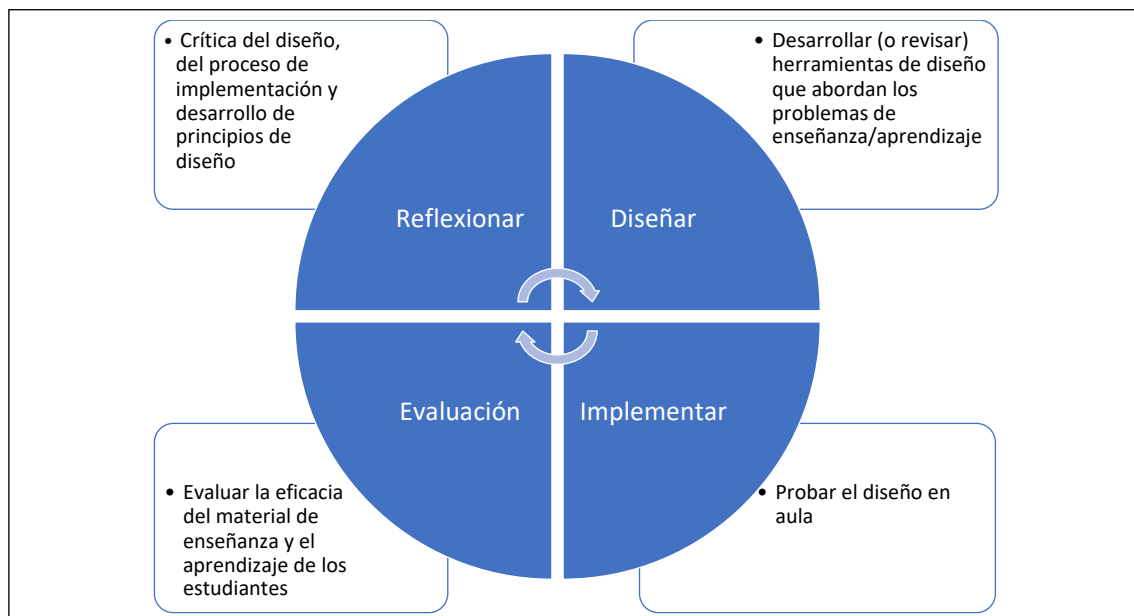 • Crítica del diseño,
del proceso de
implementación y
desarrollo de
principios de
diseño
• Desarrollar (o revisar)
herramientas de diseño
que abordan los
problemas de
enseñanza/aprendizaje
Reflexionar
Diseñar
Evaluación
Implementar
• Evaluar la eficacia
del material de
enseñanza y el
aprendizaje de los
estudiantes
• Probar el diseño en
aula